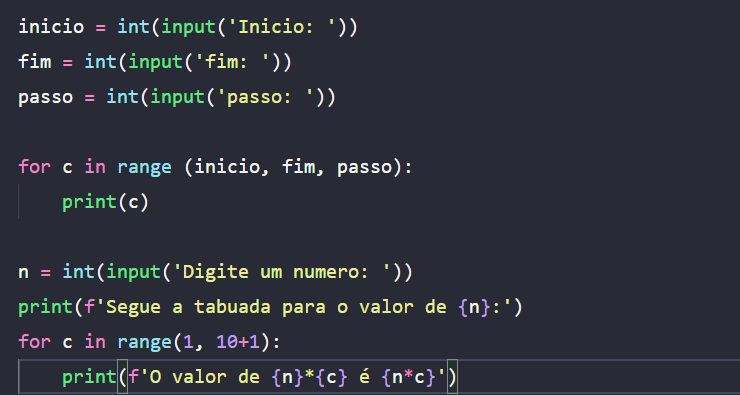 inicio = int(input('Inicio: '))
fim = int(input('fim: '))
passo = int(input('passo: '))
for c in range (inicio, fim, passo):
print(c)
n = int(input('Digite um numero: '))
print(f'Segue a tabuada para o valor de {n}:')
for c in range(1, 10+1):
print(f'O valor de {n}*{c} é {n*c}')